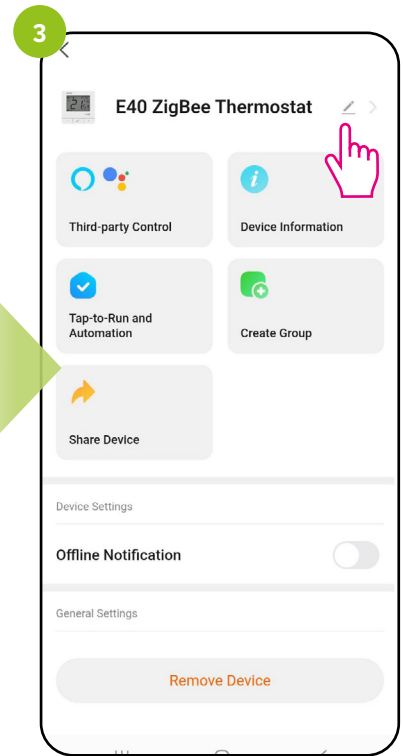 3
E40 ZigBee Thermostat
Third-party Control
Device Information
Tap-to-Run and
Automation
Create Group
Share Device
Device Settings
Offline Notification
General Settings
Remove Device